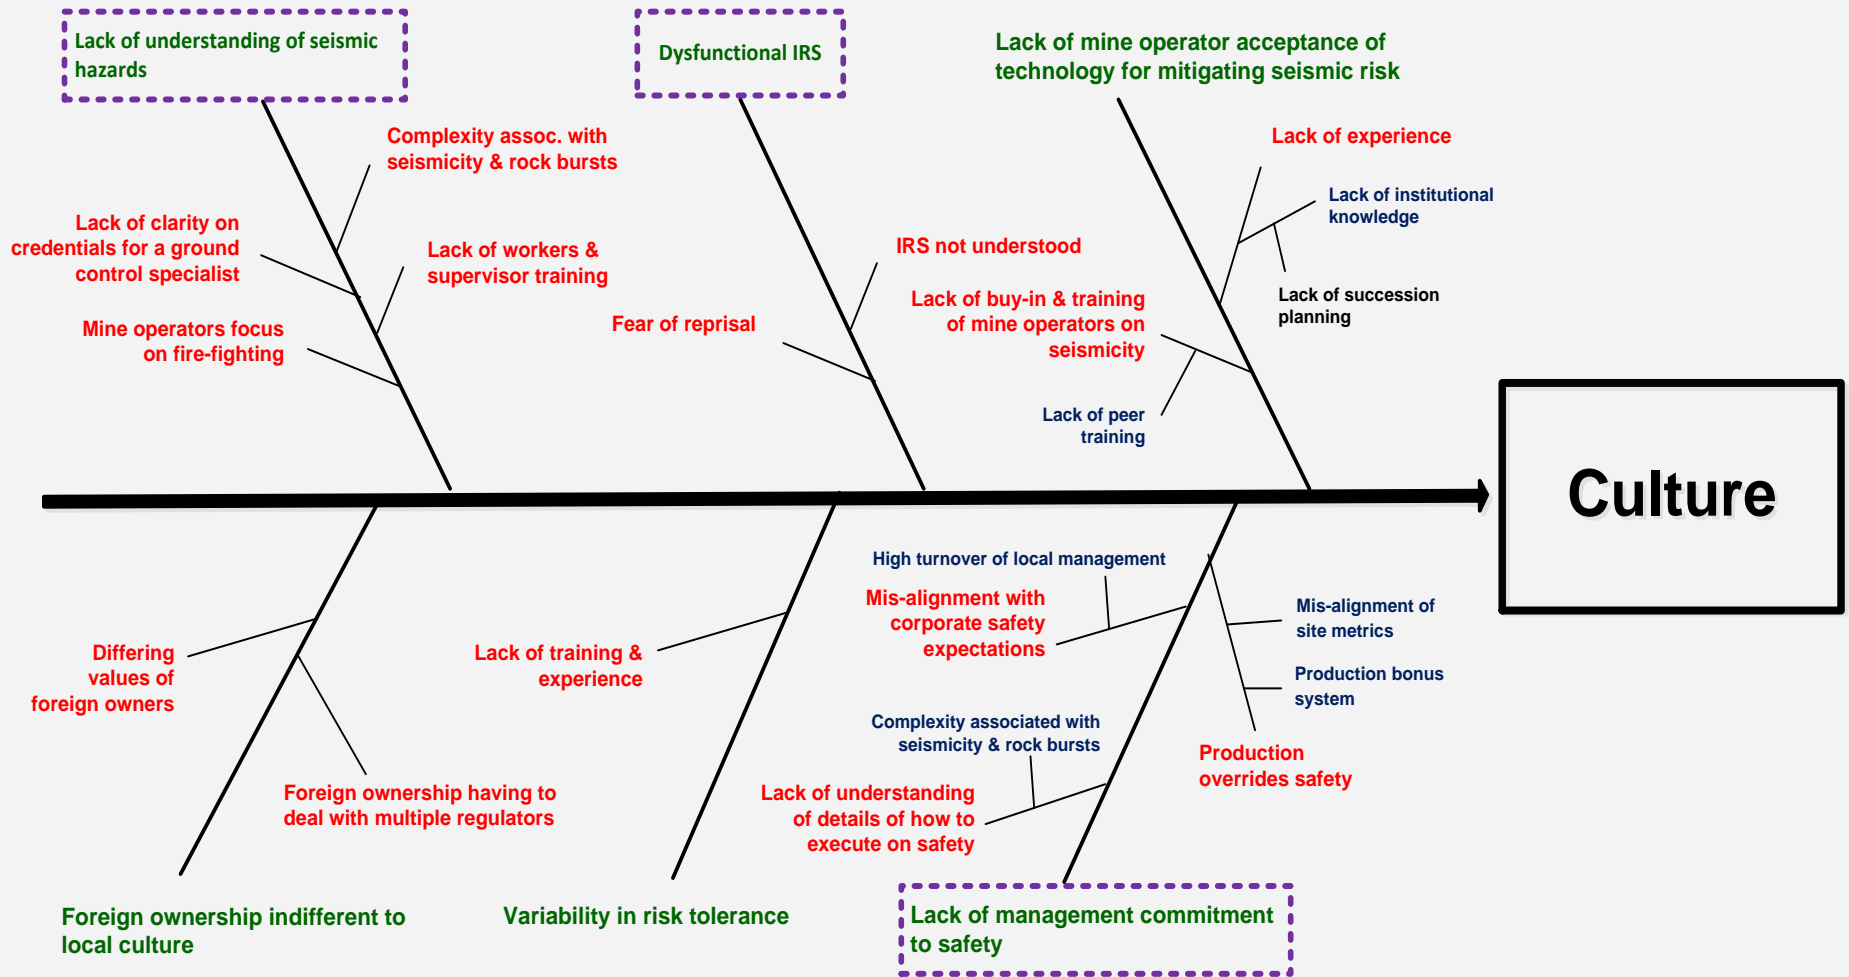 Lack of understanding of seismic
hazards
Dysfunctional IRS
Lack of mine operator acceptance of
technology for mitigating seismic risk
Complexity assoc. with
seismicity & rock bursts
Lack of experience
Lack of institutional
knowledge
Lack of clarity on
credentials for a ground
control specialist
Lack of workers &
supervisor training
IRS not understood
Lack of buy-in & training
of mine operators on
seismicity
Lack of succession
planning
Mine operators focus
on fire-fighting
Fear of reprisal
Lack of peer
training
Culture
High turnover of local management
Mis-alignment with
corporate safety
expectations
Mis-alignment of
site metrics
Differing
values of
foreign owners
Lack of training &
experience
Production bonus
system
Complexity associated with
seismicity & rock bursts
Production
overrides safety
Foreign ownership having to
deal with multiple regulators
Lack of understanding
of details of how to
execute on safety
Foreign ownership indifferent to
local culture
Variability in risk tolerance
Lack of management commitment
to safety